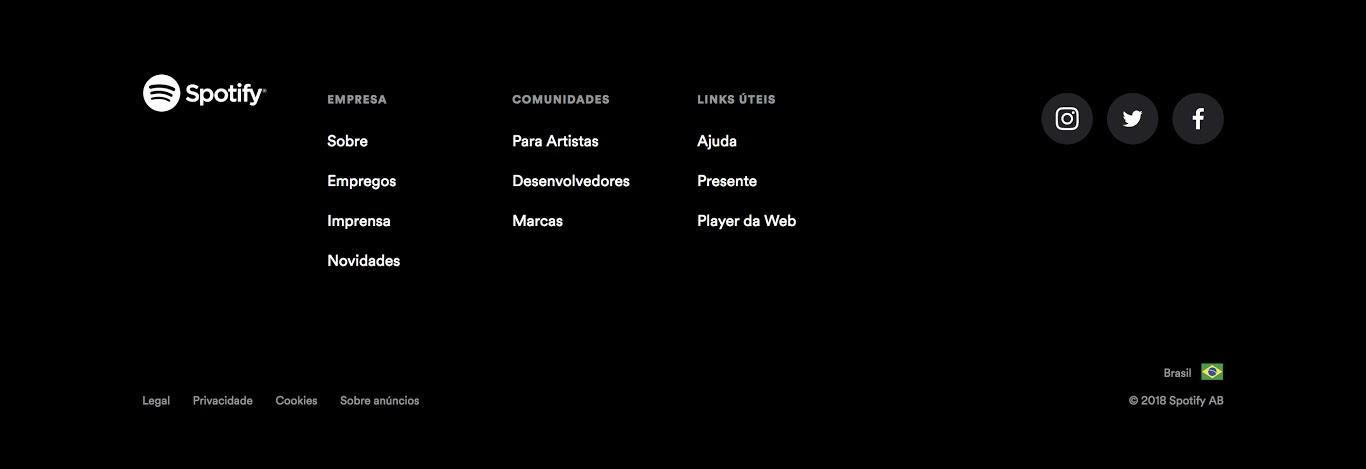 Spotify®
EMPRESA
Sobre
Empregos
Imprensa
Novidades
COMUNIDADES
Para Artistas
Desenvolvedores
Marcas
LINKS ÚTEIS
Ajuda
Presente
Player da Web
Brasil
Legal Privacidade Cookies Sobre anúncios
© 2018 Spotify AB